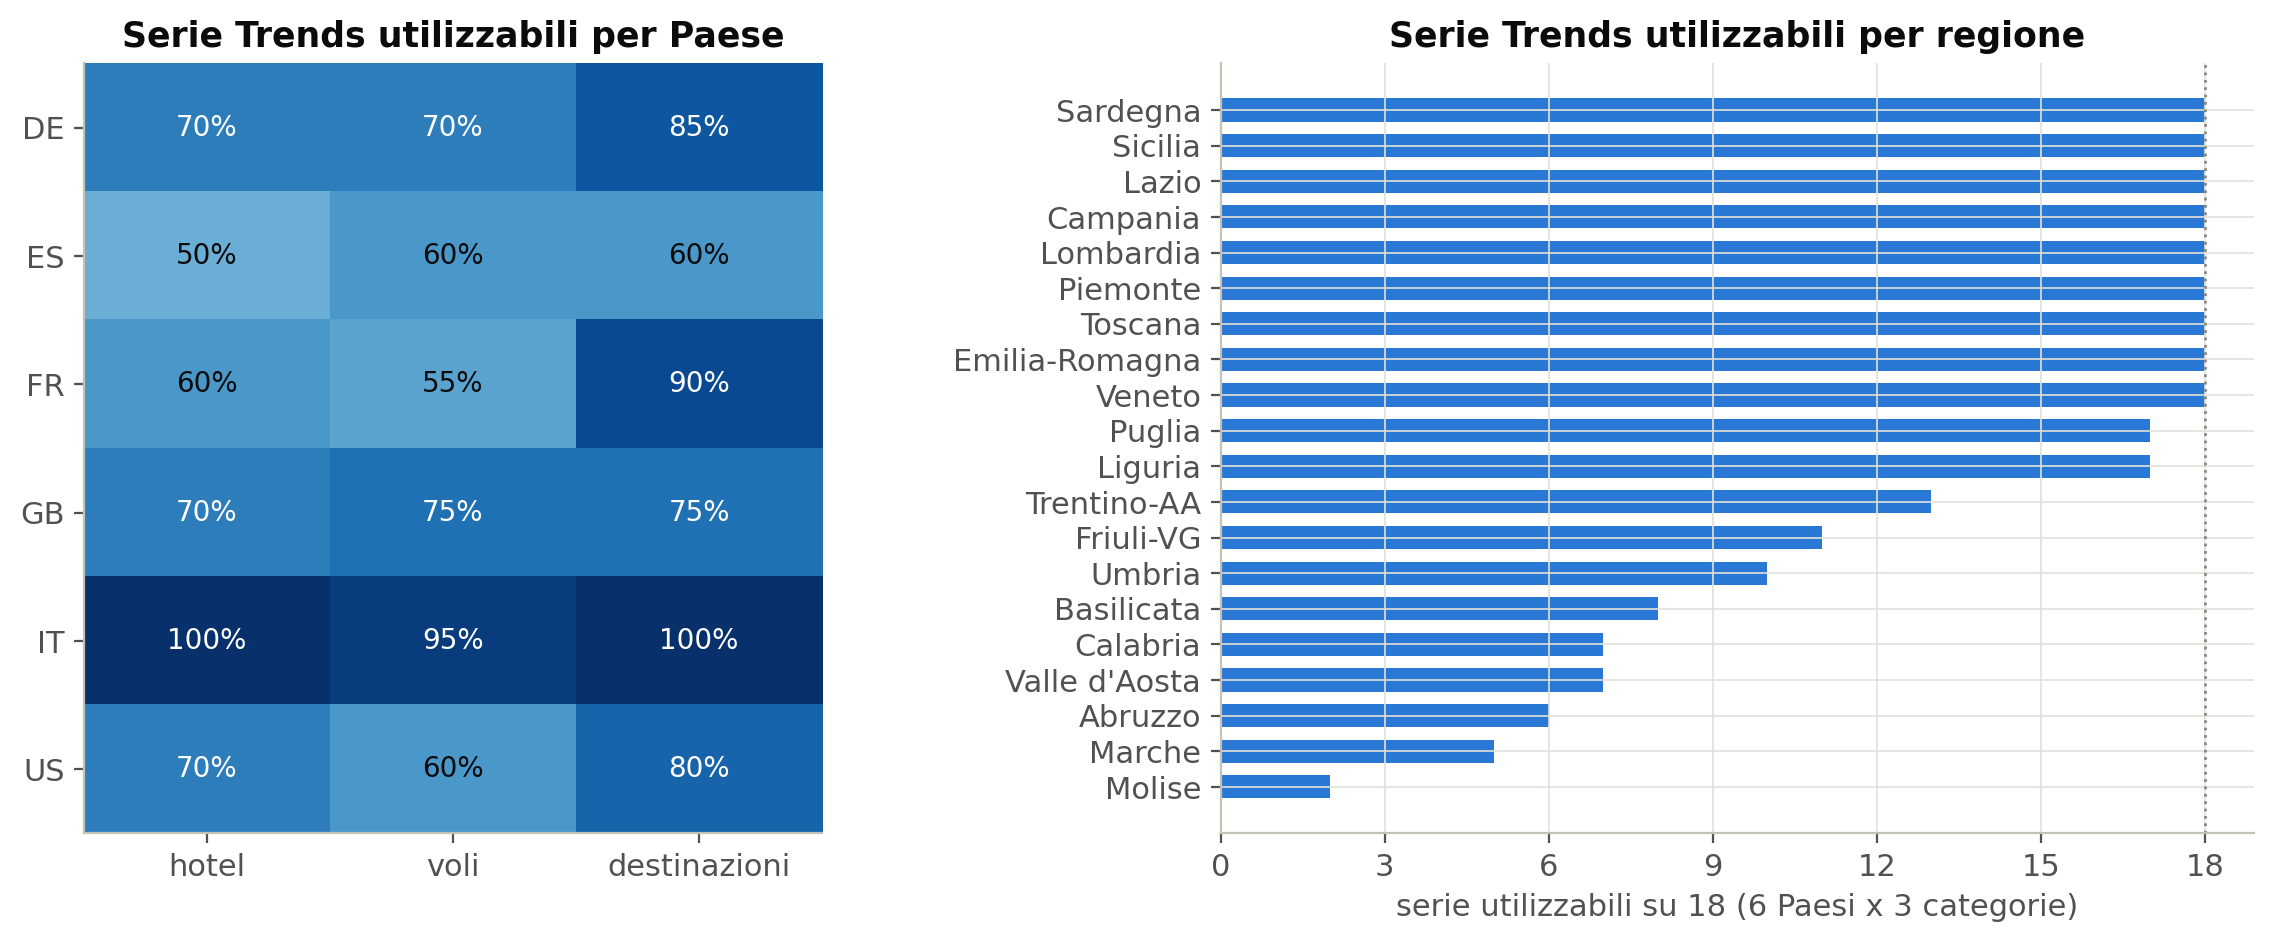 Serie Trends utilizzabili per Paese
DE 70% 70% 85%
ES 50% 60% 60%
FR 60% 55% 90%
GB 70% 75% 75%
IT 100% 95% 100%
US 70% 60% 80%
hotel voli destinazioni
Serie Trends utilizzabili per regione
Sardegna
Sicilia
Lazio
Campania
Lombardia
Piemonte
Toscana
Emilia-Romagna
Veneto
Puglia
Liguria
Trentino-AA
Friuli-VG
Umbria
Basilicata
Calabria
Valle d'Aosta
Abruzzo
Marche
Molise
0 3 6 9 12 15 18
serie utilizzabili su 18 (6 Paesi x 3 categorie)